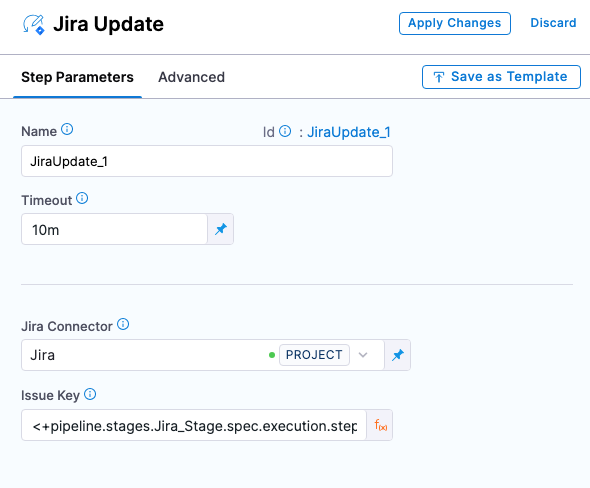 Jira Update
Apply Changes
Discard
Step Parameters
Advanced
Save as Template
Name
Id : JiraUpdate_1
JiraUpdate_1
Timeout
10m
Jira Connector
Jira
PROJECT
Issue Key
<+pipeline.stages.Jira_Stage.spec.execution.step
f(x)